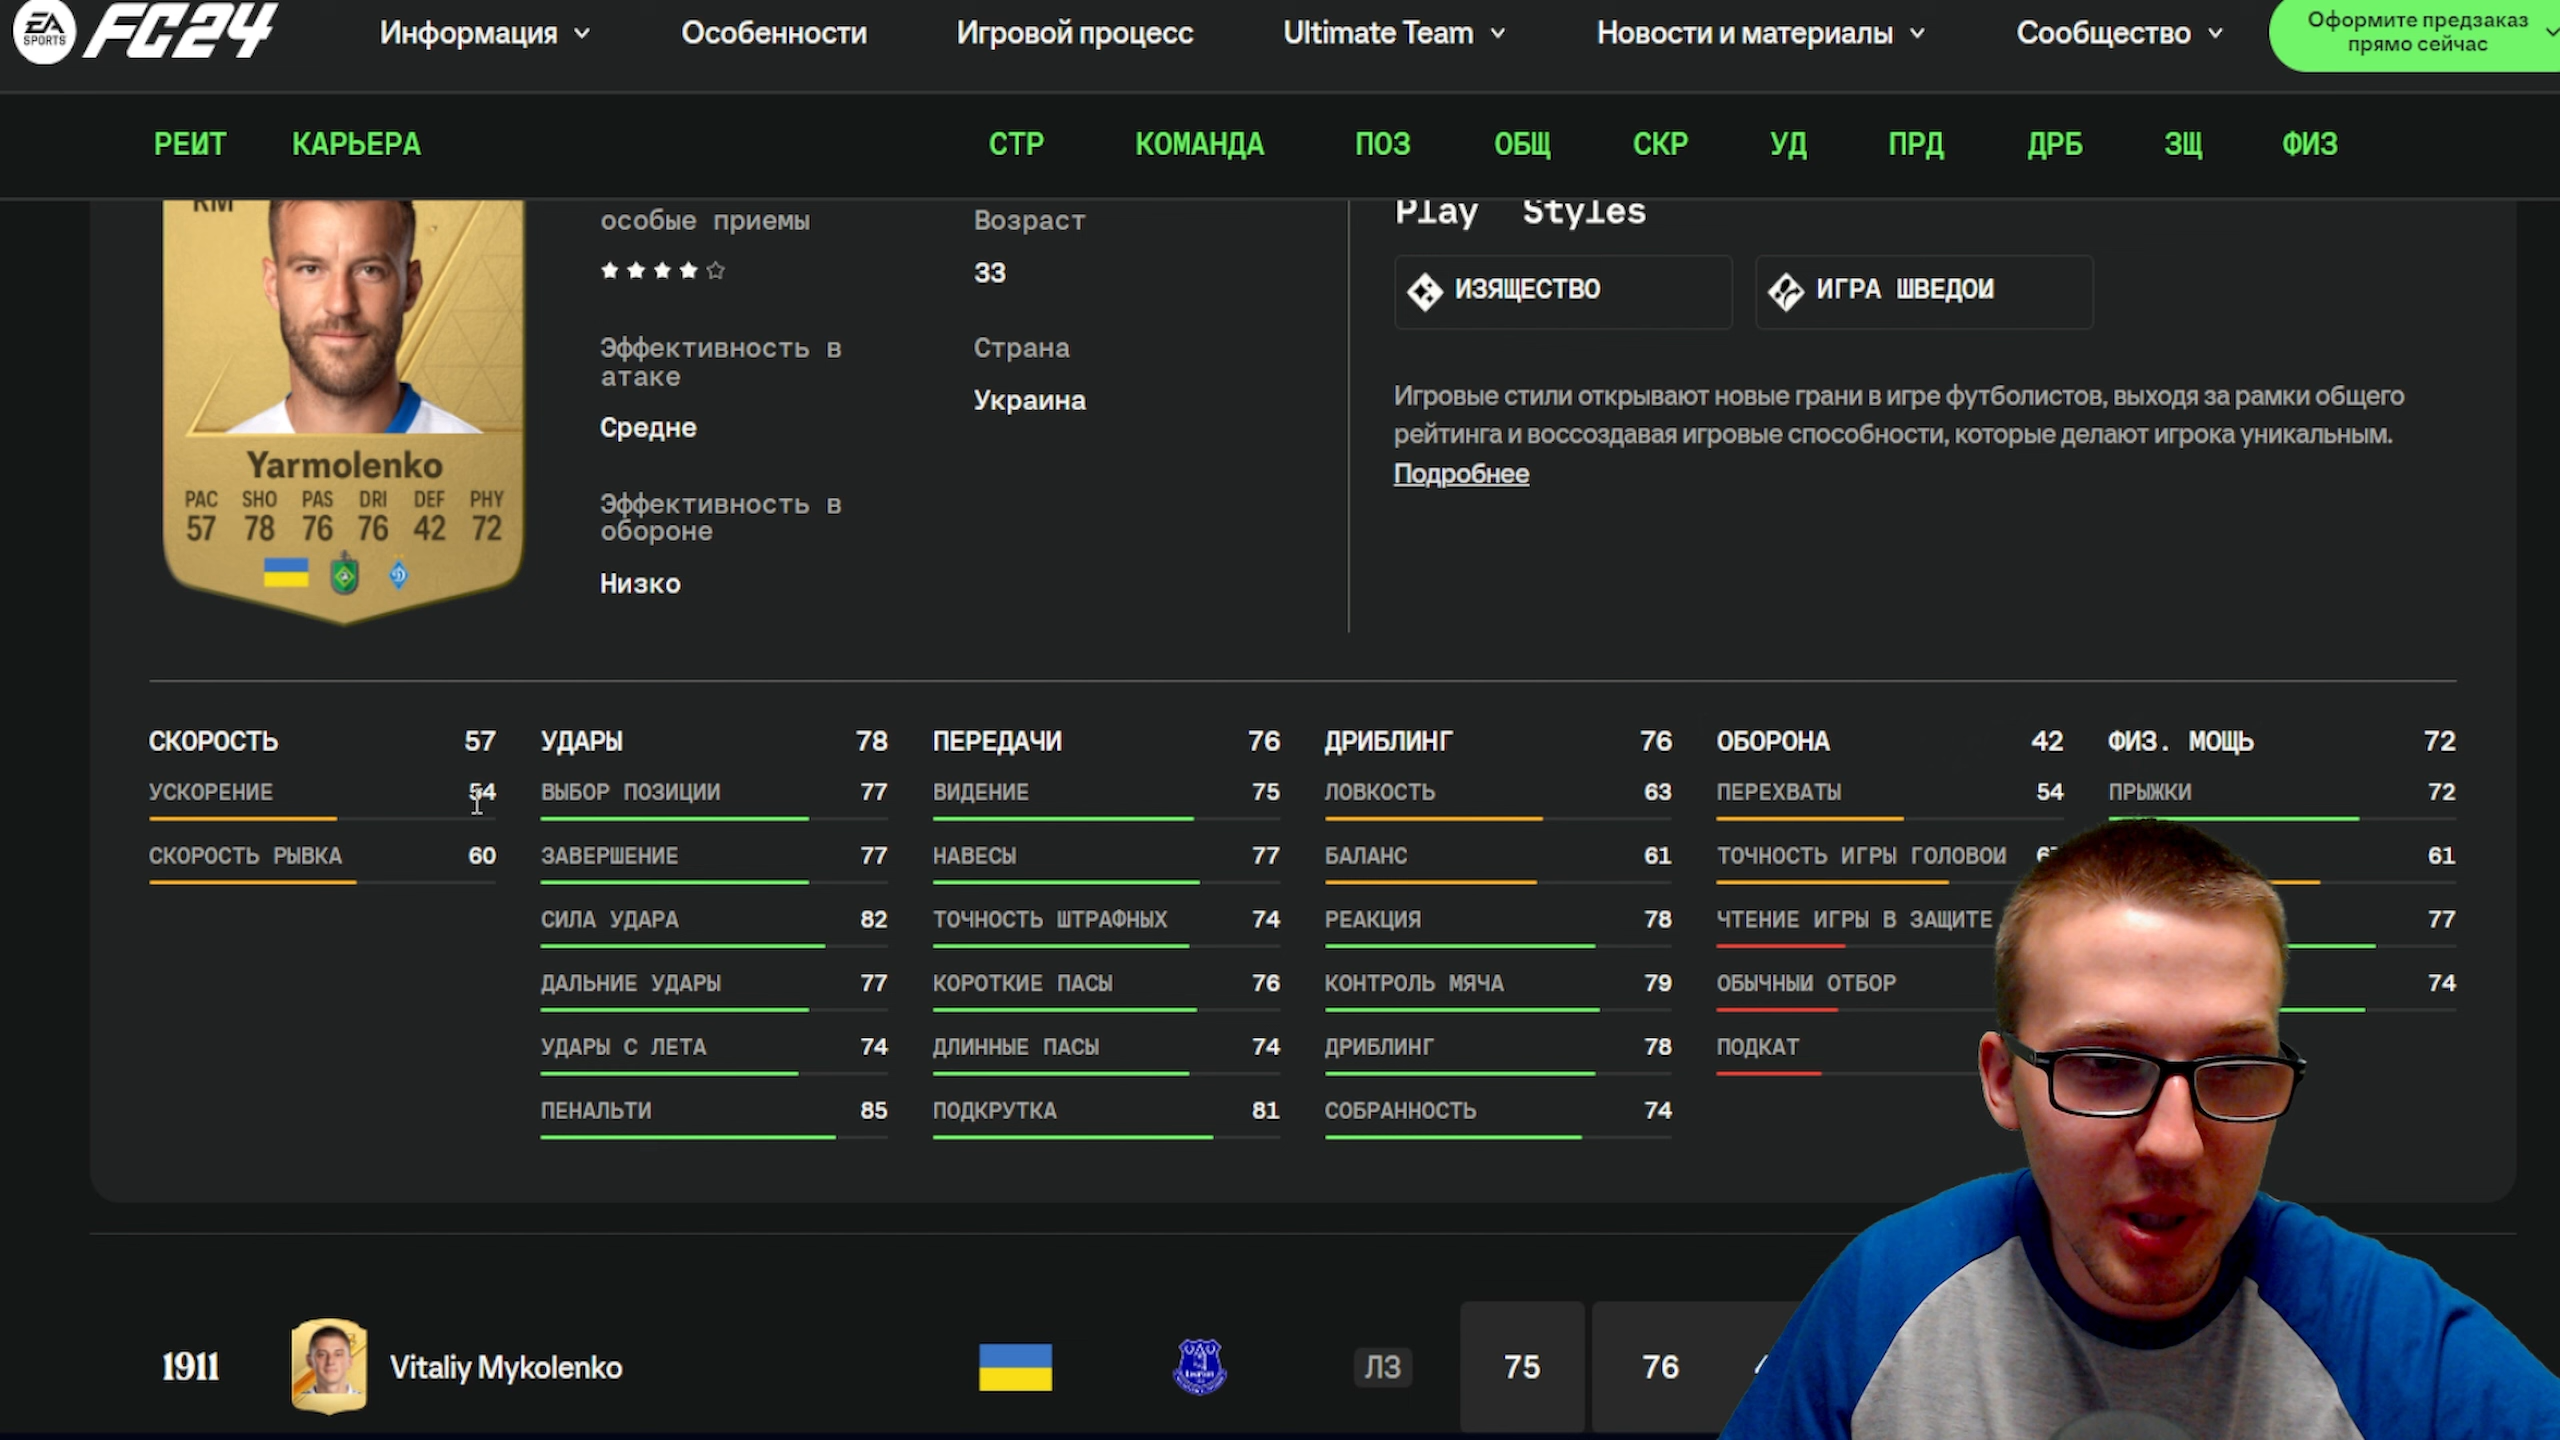 EA SPORTS FC24
Информация
Особенности
Игровой процесс
Ultimate Team
Новости и материалы
Сообщество
Оформите предзаказ
прямо сейчас
РЕЙТ КАРЬЕРА СТР КОМАНДА ПОЗ ОБЩ СКР УД ПРД ДРБ ЗЩ ФИЗ
RM
Yarmolenko
PAC SHO PAS DRI DEF PHY
57 78 76 76 42 72
особые приемы
Эффективность в
атаке
Средне
Эффективность в
обороне
Низко
Возраст
33
Страна
Украина
Play Styles
ИЗЯЩЕСТВО
ИГРА ШВЕДОЙ
Игровые стили открывают новые грани в игре футболистов, выходя за рамки общего
рейтинга и воссоздавая игровые способности, которые делают игрока уникальным.
Подробнее
СКОРОСТЬ 57
УСКОРЕНИЕ 54
СКОРОСТЬ РЫВКА 60
УДАРЫ 78
ВЫБОР ПОЗИЦИИ 77
ЗАВЕРШЕНИЕ 77
СИЛА УДАРА 82
ДАЛЬНИЕ УДАРЫ 77
УДАРЫ С ЛЕТА 74
ПЕНАЛЬТИ 85
ПЕРЕДАЧИ 76
ВИДЕНИЕ 75
НАВЕСЫ 77
ТОЧНОСТЬ ШТРАФНЫХ 74
КОРОТКИЕ ПАСЫ 76
ДЛИННЫЕ ПАСЫ 74
ПОДКРУТКА 81
ДРИБЛИНГ 76
ЛОВКОСТЬ 63
БАЛАНС 61
РЕАКЦИЯ 78
КОНТРОЛЬ МЯЧА 79
ДРИБЛИНГ 78
СОБРАННОСТЬ 74
ОБОРОНА 42
ПЕРЕХВАТЫ 54
ТОЧНОСТЬ ИГРЫ ГОЛОВОЙ
ЧТЕНИЕ ИГРЫ В ЗАЩИТЕ
ОБЫЧНЫЙ ОТБОР
ПОДКАТ
ФИЗ. МОЩЬ 72
ПРЫЖКИ 72
61
77
74
1911 Vitaliy Mykolenko ЛЗ 75 76